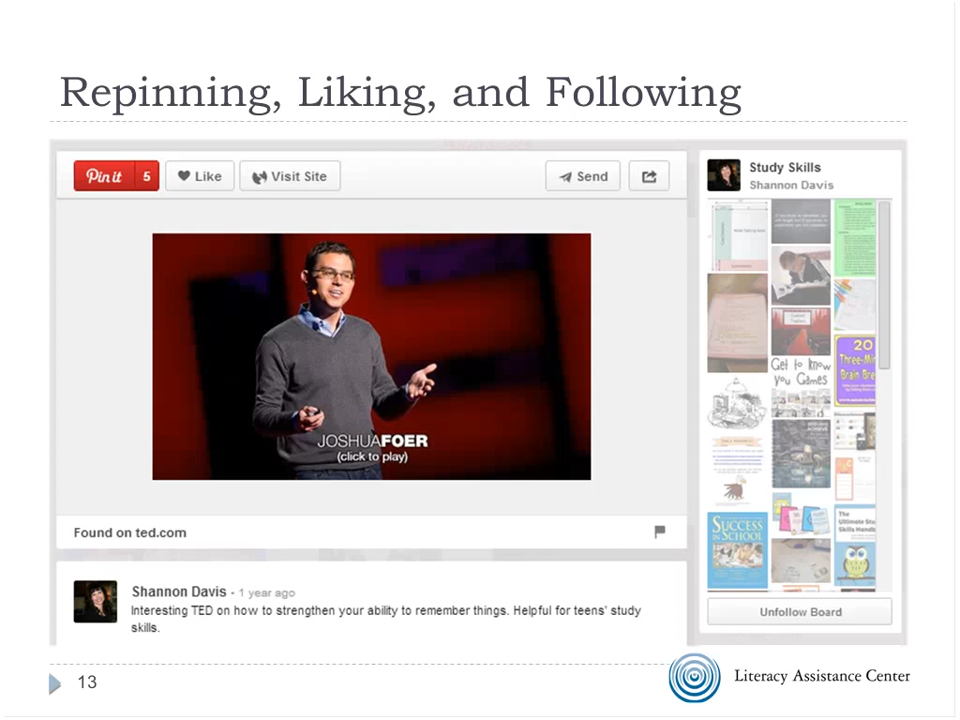 Repinning, Liking, and Following
Pin it 5 Like Visit Site Send
JOSHUAFOER
(click to play)
Found on ted.com
Shannon Davis • 1 year ago
Interesting TED on how to strengthen your ability to remember things. Helpful for teens' study
skills.
Study Skills
Shannon Davis
Get to know
you Games
20
Three-Min
Brain Bre
SUCCESS
IN SCHOOL
The
Ultimate Stu
Skills Handb
Unfollow Board
13
Literacy Assistance Center